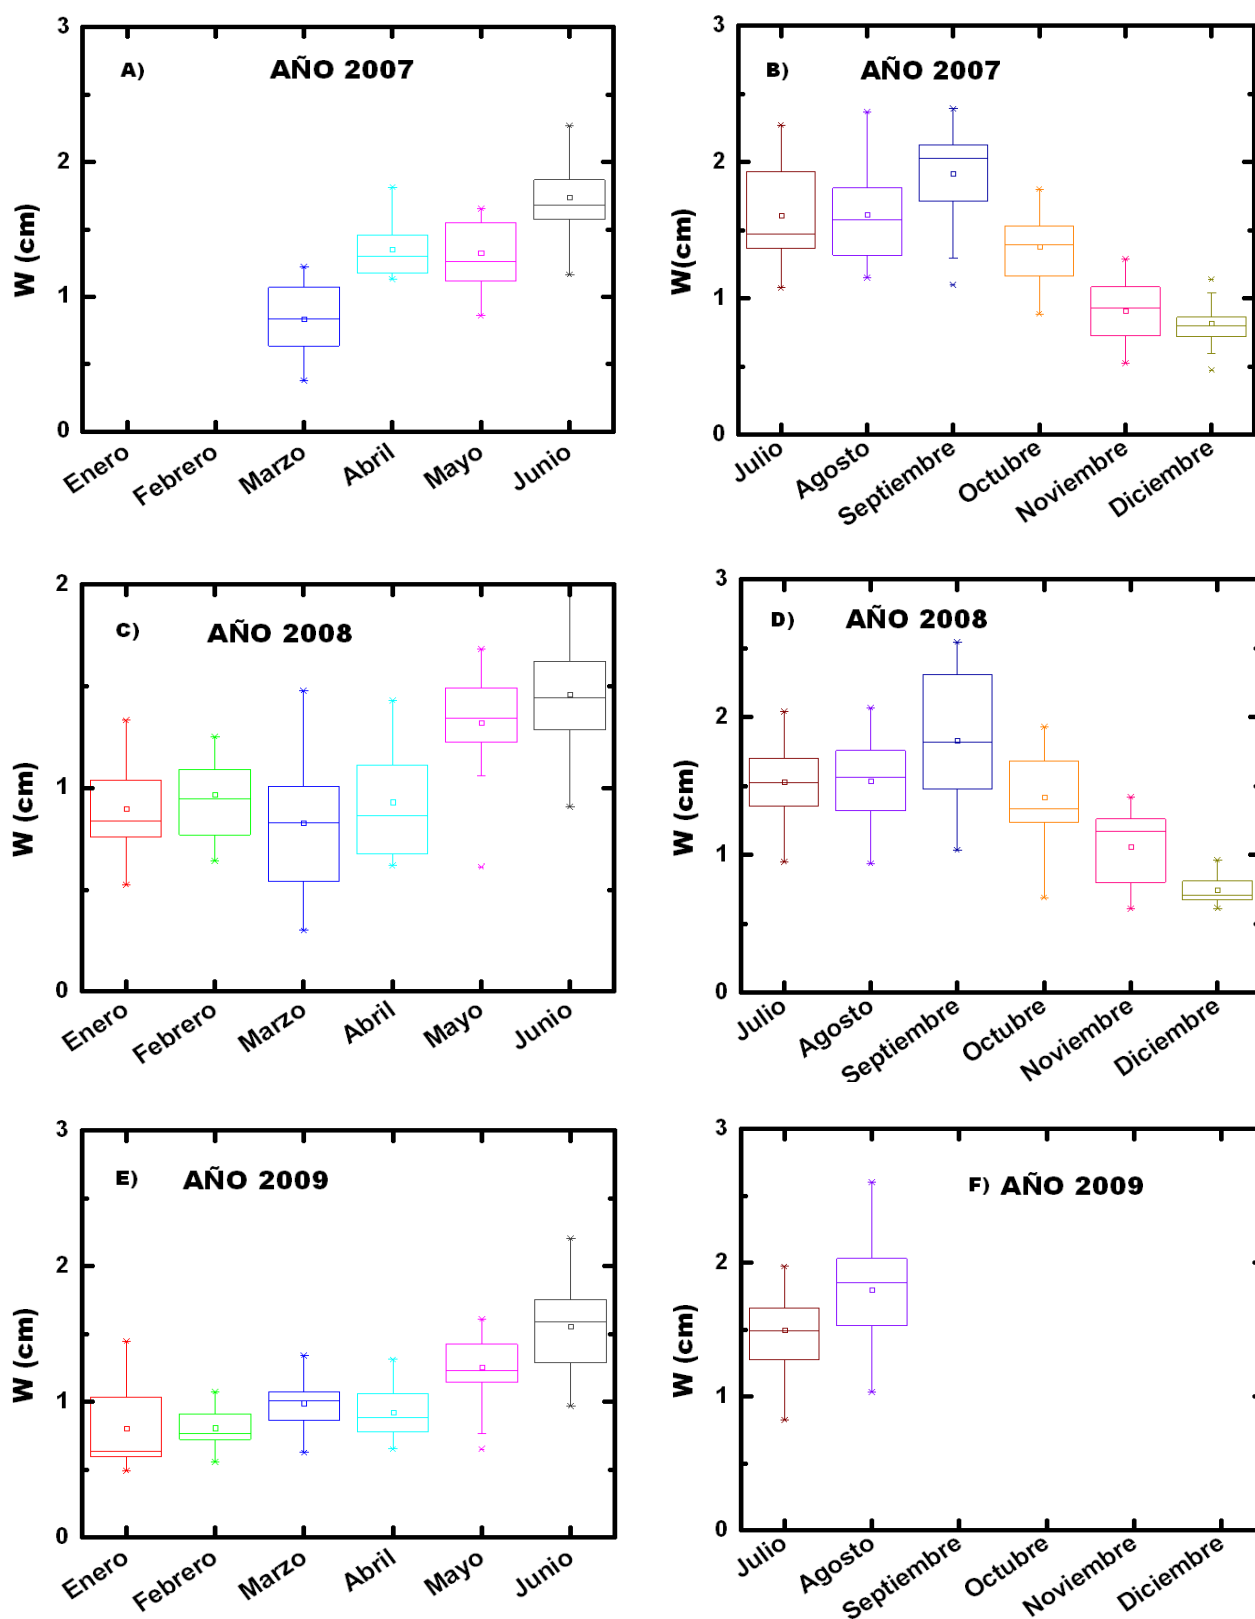 A) AÑO 2007
3
2
1
0
W (cm)
Enero
Febrero
Marzo
Abril
Mayo
Junio
B) AÑO 2007
3
2
1
0
W(cm)
Julio
Agosto
Septiembre
Octubre
Noviembre
Diciembre
C) AÑO 2008
2
1
0
W (cm)
Enero
Febrero
Marzo
Abril
Mayo
Junio
D) AÑO 2008
3
2
1
0
W (cm)
Julio
Agosto
Septiembre
Octubre
Noviembre
Diciembre
E) AÑO 2009
3
2
1
0
W (cm)
Enero
Febrero
Marzo
Abril
Mayo
Junio
F) AÑO 2009
3
2
1
0
W (cm)
Julio
Agosto
Septiembre
Octubre
Noviembre
Diciembre